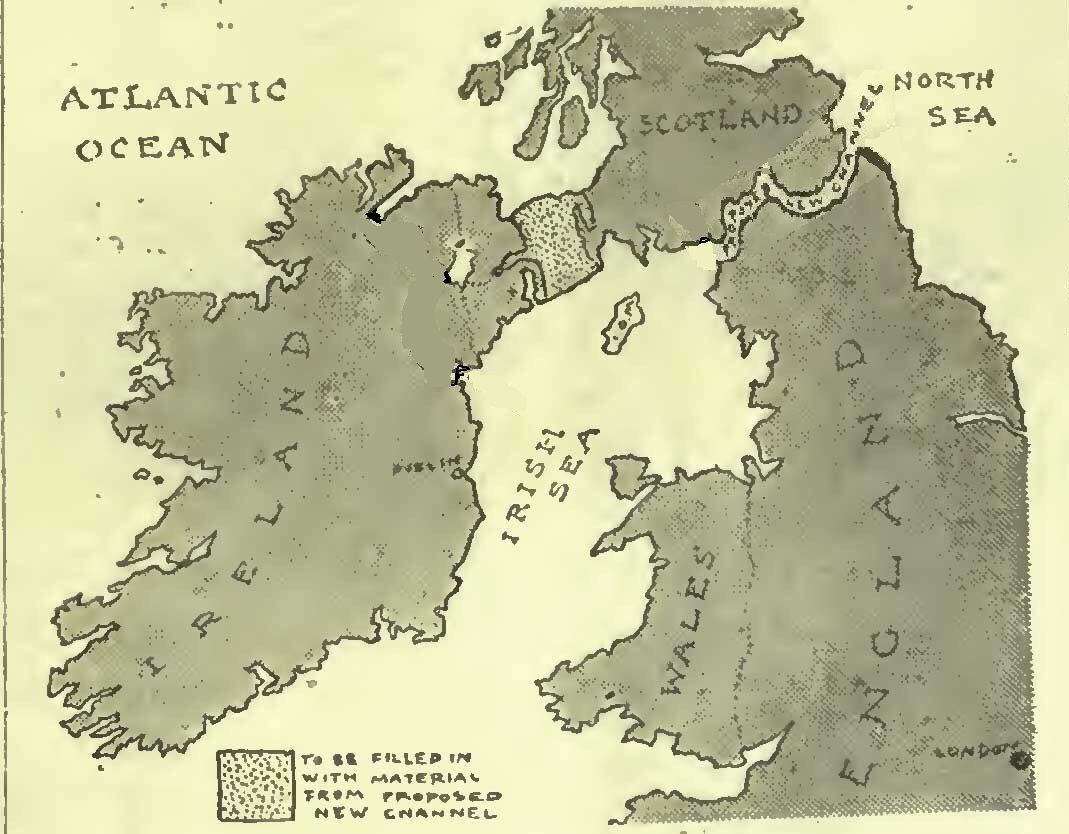 ATLANTIC
OCEAN
SCOTLAND
NORTH
SEA
NEW CHANNEL
IRELAND
DUBLIN
IRISH
SEA
WALES
ENGLAND
LONDON
TO BE FILLED IN
WITH MATERIAL
FROM PROPOSED
NEW CHANNEL